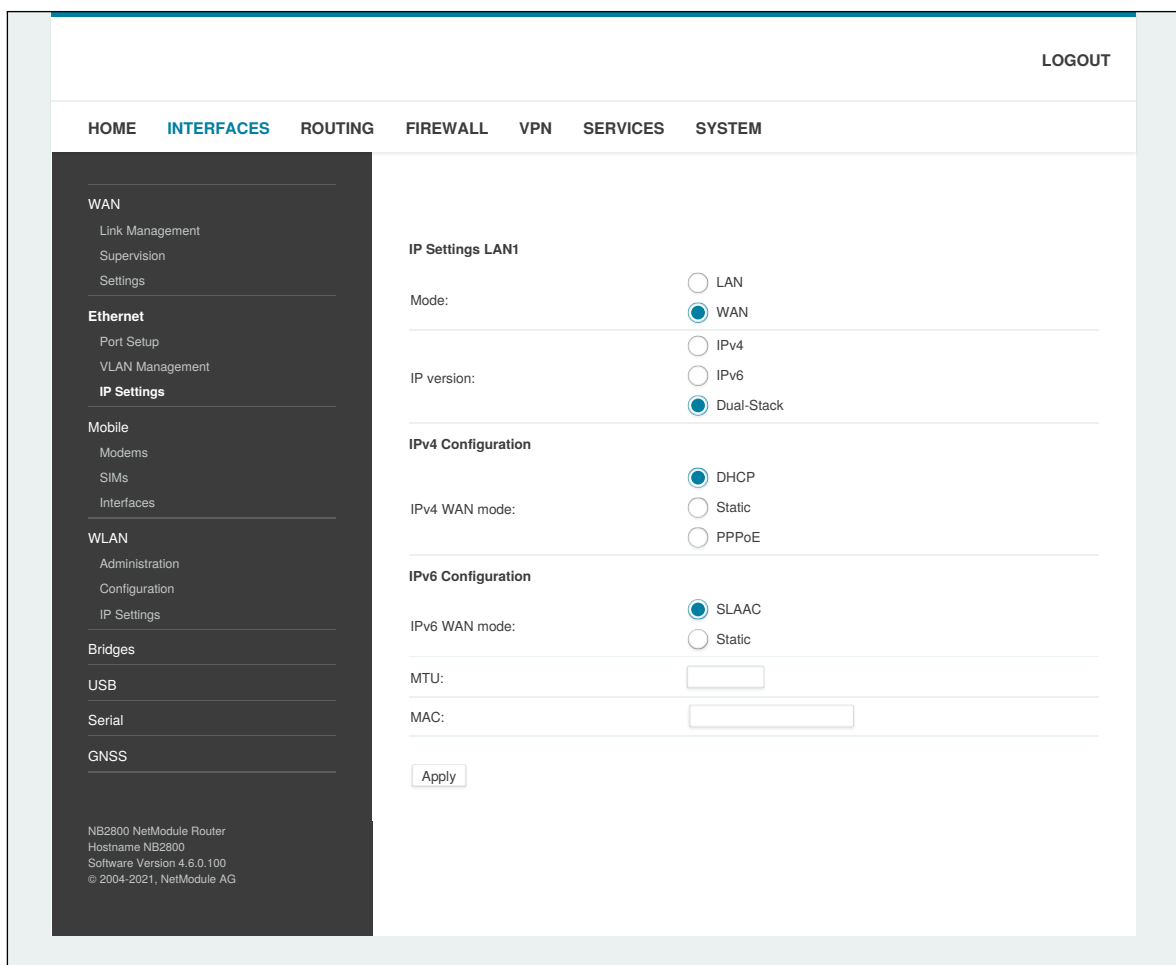 LOGOUT
HOME INTERFACES ROUTING FIREWALL VPN SERVICES SYSTEM
WAN
Link Management
Supervision
Settings
Ethernet
Port Setup
VLAN Management
IP Settings
Mobile
Modems
SIMs
Interfaces
WLAN
Administration
Configuration
IP Settings
Bridges
USB
Serial
GNSS
NB2800 NetModule Router
Hostname NB2800
Software Version 4.6.0.100
© 2004-2021, NetModule AG
IP Settings LAN1
Mode:
LAN
WAN
IP version:
IPv4
IPv6
Dual-Stack
IPv4 Configuration
IPv4 WAN mode:
DHCP
Static
PPPoE
IPv6 Configuration
IPv6 WAN mode:
SLAAC
Static
MTU:
MAC:
Apply